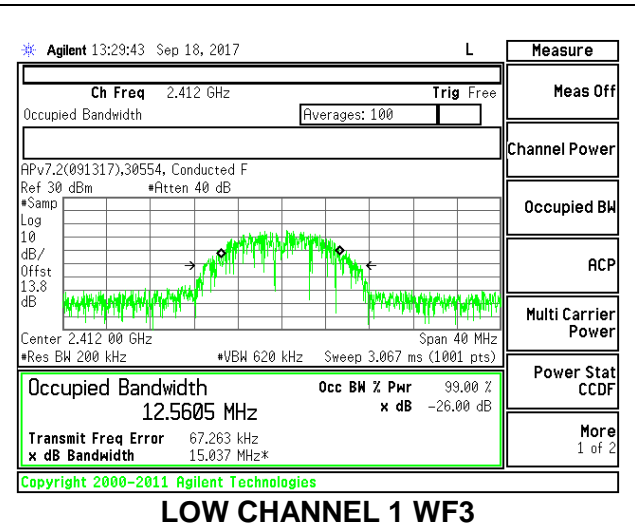 Agilent 13:29:43 Sep 18, 2017 L
Measure
Ch Freq 2.412 GHz Trig Free
Occupied Bandwidth Averages: 100
Meas Off
Channel Power
Occupied BW
ACP
Multi Carrier
Power
Power Stat
CCDF
More
1 of 2
APv7.2(091317),30554, Conducted F
Ref 30 dBm #Atten 40 dB
#Samp
Log
10
dB/
Offst
13.8
dB
Center 2.412 00 GHz Span 40 MHz
#Res BW 200 kHz #VBW 620 kHz Sweep 3.067 ms (1001 pts)
Occupied Bandwidth Occ BW % Pwr 99.00 %
12.5605 MHz x dB -26.00 dB
Transmit Freq Error 67.263 kHz
x dB Bandwidth 15.037 MHz*
Copyright 2000-2011 Agilent Technologies
LOW CHANNEL 1 WF3